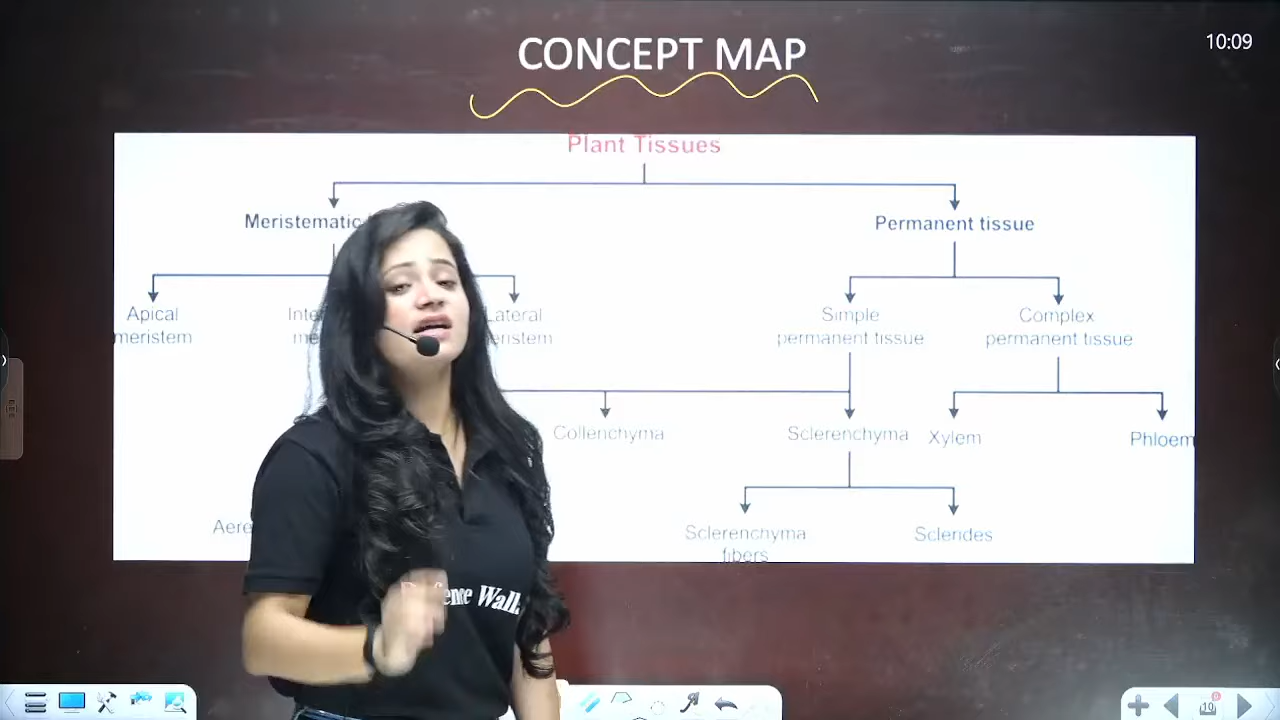 CONCEPT MAP
10:09
Plant Tissues
Meristematic
Permanent tissue
Apical
meristem
Lateral
Simple
permanent tissue
Complex
permanent tissue
Collenchyma
Sclerenchyma
Xylem
Phloem
Sclerenchyma
fibers
Sclerides
Wall